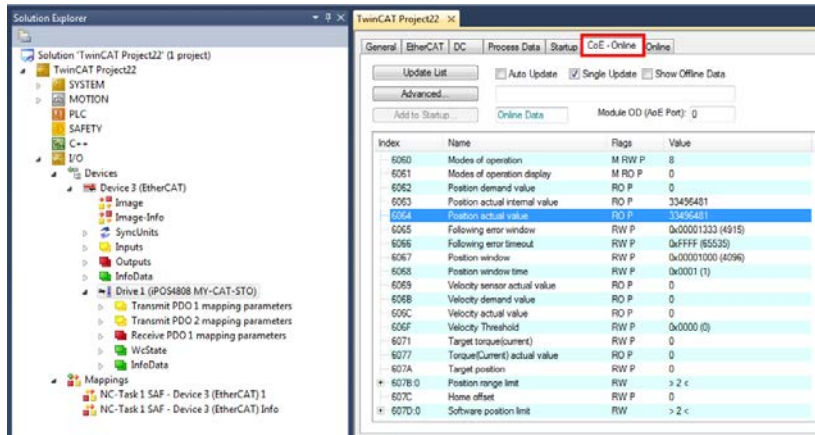 Solution Explorer
Solution 'TwinCAT Project22' (1 project)
TwinCAT Project22
SYSTEM
MOTION
PLC
SAFETY
C++
I/O
Devices
Device 3 (EtherCAT)
Image
Image-Info
SyncUnits
Inputs
Outputs
InfoData
Drive 1 (iPOS4808 MY-CAT-STO)
Transmit PDO 1 mapping parameters
Transmit PDO 2 mapping parameters
Receive PDO 1 mapping parameters
WcState
InfoData
Mappings
NC-Task 1 SAF - Device 3 (EtherCAT) 1
NC-Task 1 SAF - Device 3 (EtherCAT) Info
TwinCAT Project22
General EtherCAT DC Process Data Startup CoE - Online Online
Update List Auto Update Single Update Show Offline Data
Advanced...
Add to Startup... Online Data Module OD (AoE Port): 0
Index Name Flags Value
6060 Modes of operation M RW P 8
6061 Modes of operation display M RO P 0
6062 Position demand value RO P 0
6063 Position actual internal value RO P 33496481
6064 Position actual value RO P 33496481
6065 Following error window RW P 0x00001333 (4915)
6066 Following error timeout RW P 0xFFFF (65535)
6067 Position window RW P 0x00001000 (4096)
6068 Position window time RW P 0x0001 (1)
6069 Velocity sensor actual value RO P 0
606B Velocity demand value RO P 0
606C Velocity actual value RO P 0
606F Velocity Threshold RW P 0x0000 (0)
6071 Target torque(current) RW P 0
6077 Torque(Current) actual value RO P 0
607A Target position RW P 0
607B:0 Position range limit RW > 2 <
607C Home offset RW P 0
607D:0 Software position limit RW > 2 <